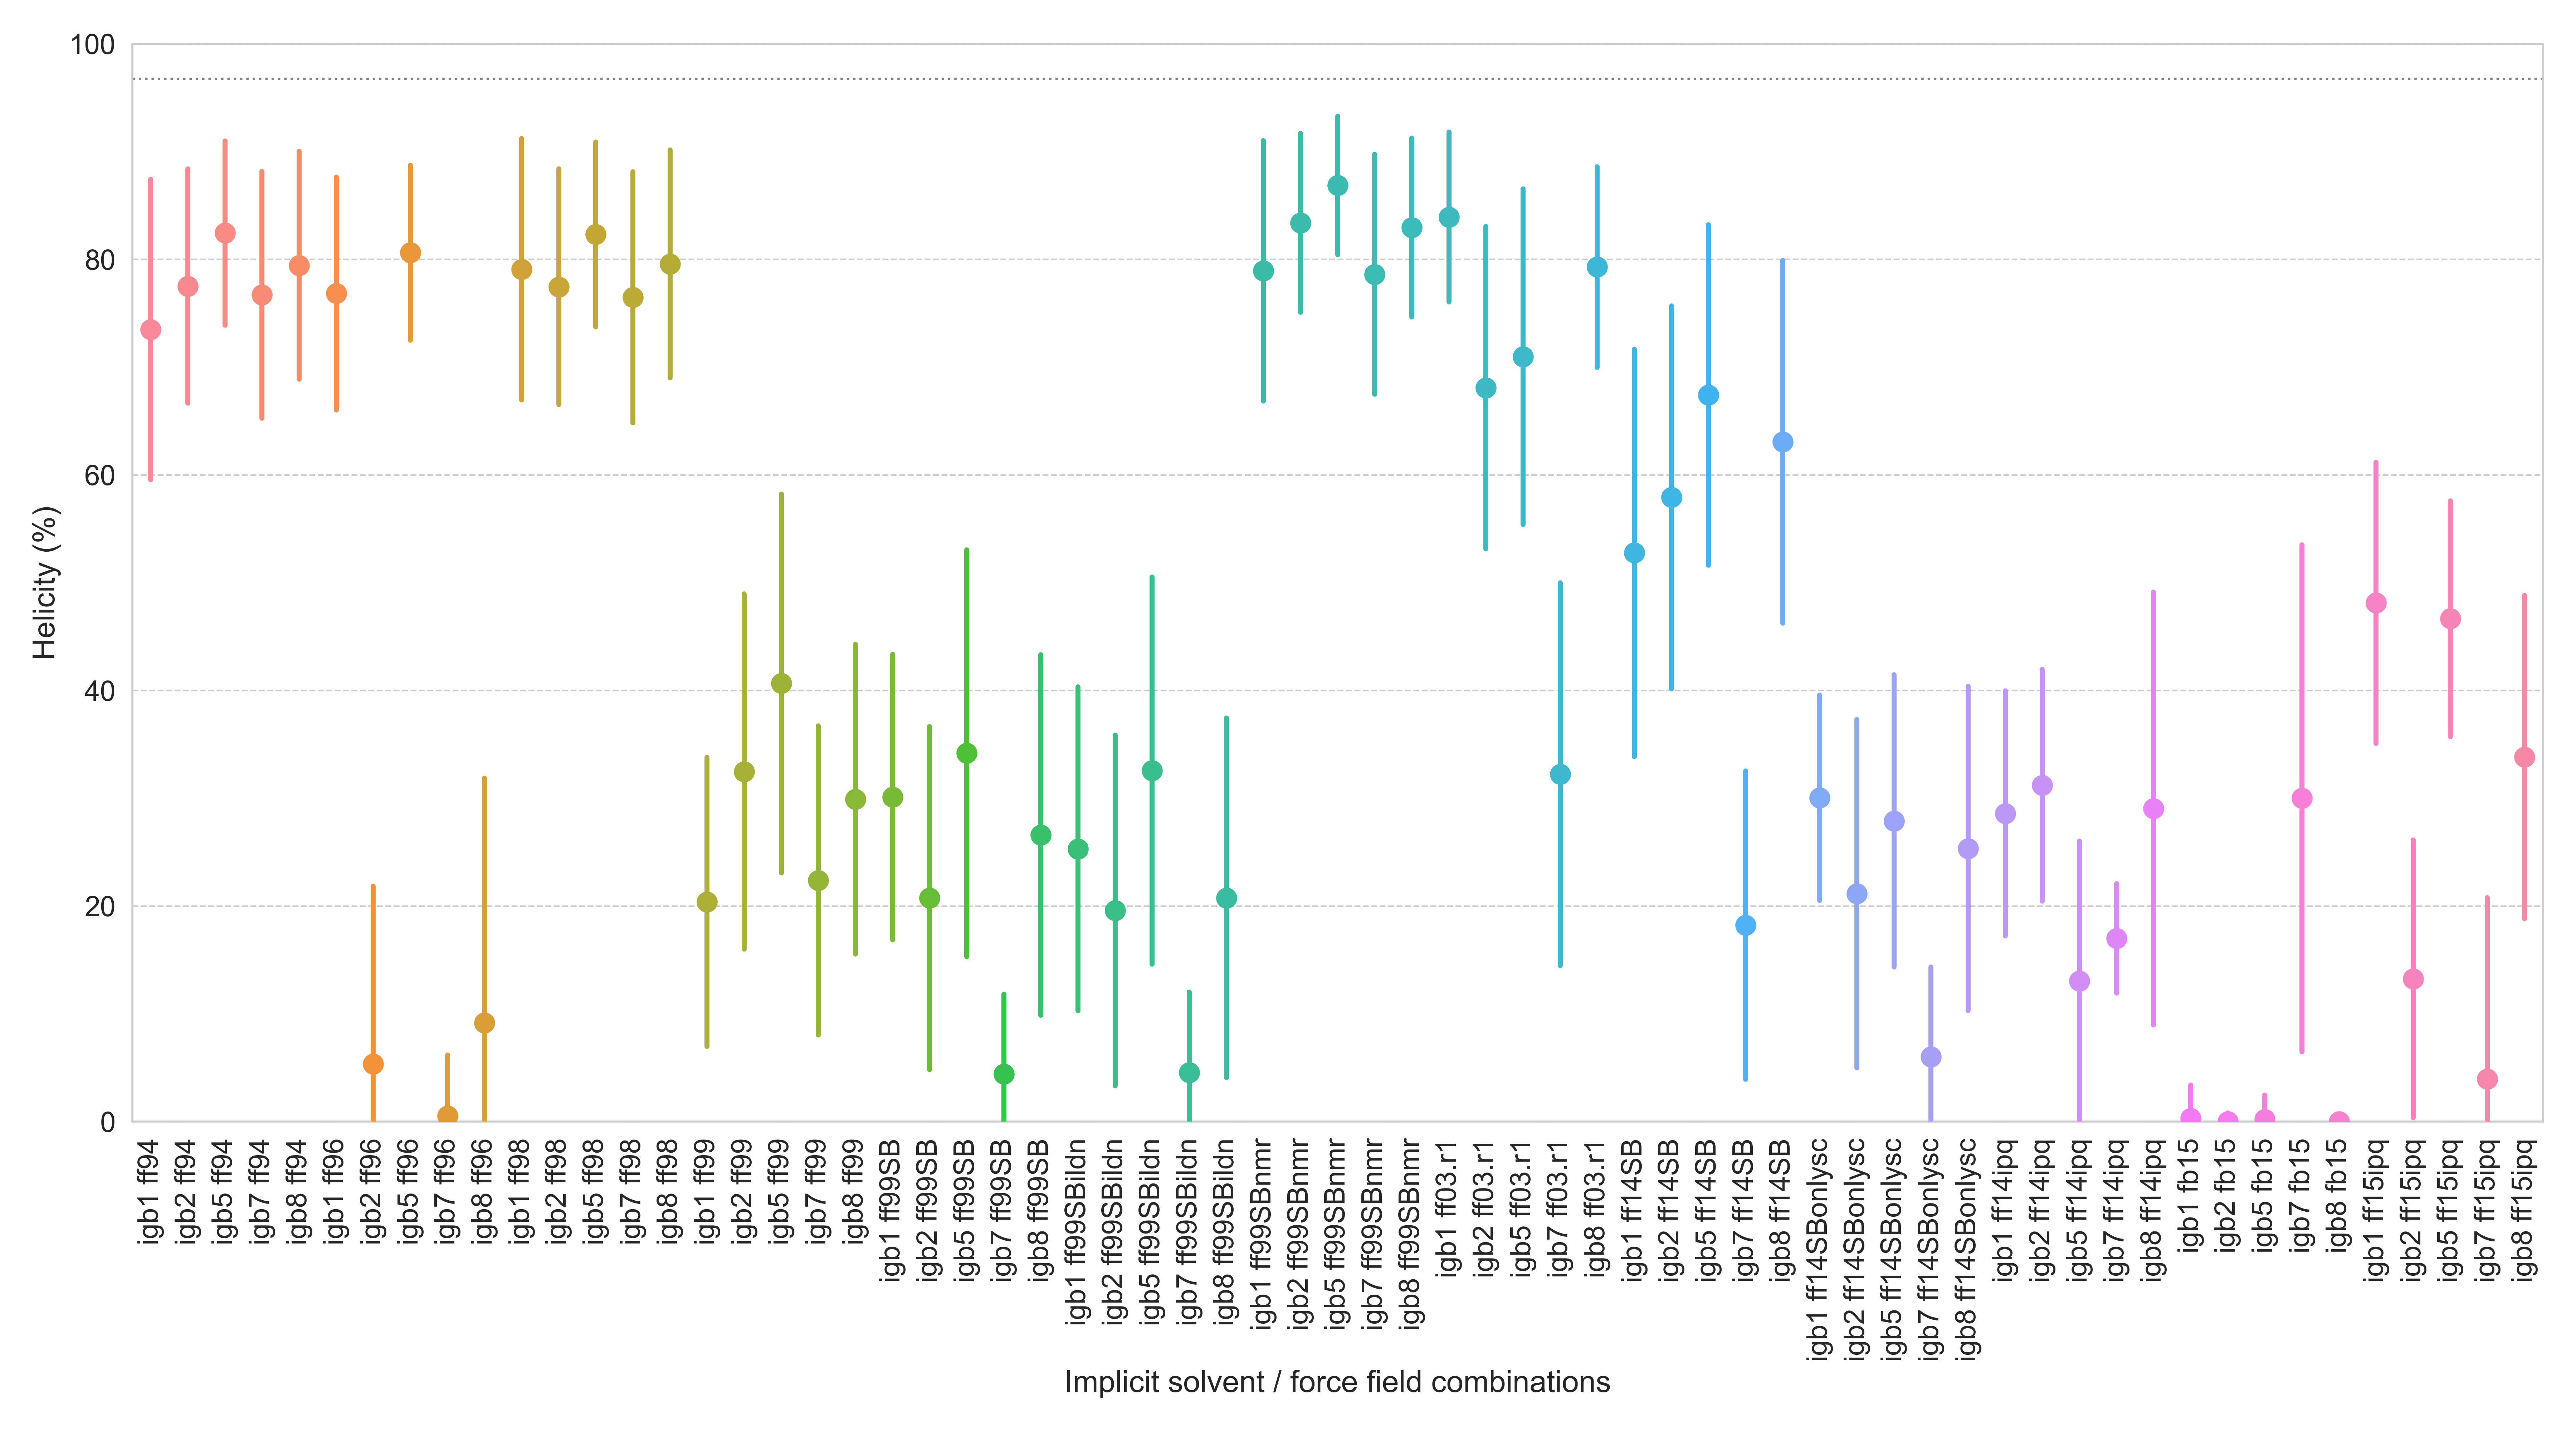 100
80
60
40
20
0
Helicity (%)
igb1 ff94
igb2 ff94
igb5 ff94
igb7 ff94
igb8 ff94
igb1 ff96
igb2 ff96
igb5 ff96
igb7 ff96
igb8 ff96
igb1 ff98
igb2 ff98
igb5 ff98
igb7 ff98
igb8 ff98
igb1 ff99
igb2 ff99
igb5 ff99
igb7 ff99
igb8 ff99
igb1 ff99SB
igb2 ff99SB
igb5 ff99SB
igb7 ff99SB
igb8 ff99SB
igb1 ff99SBildn
igb2 ff99SBildn
igb5 ff99SBildn
igb7 ff99SBildn
igb8 ff99SBildn
igb1 ff99SBnmr
igb2 ff99SBnmr
igb5 ff99SBnmr
igb7 ff99SBnmr
igb8 ff99SBnmr
igb1 ff03.r1
igb2 ff03.r1
igb5 ff03.r1
igb7 ff03.r1
igb8 ff03.r1
igb1 ff14SB
igb2 ff14SB
igb5 ff14SB
igb7 ff14SB
igb8 ff14SB
igb1 ff14SBonlysc
igb2 ff14SBonlysc
igb5 ff14SBonlysc
igb7 ff14SBonlysc
igb8 ff14SBonlysc
igb1 ff14ipq
igb2 ff14ipq
igb5 ff14ipq
igb7 ff14ipq
igb8 ff14ipq
igb1 fb15
igb2 fb15
igb5 fb15
igb7 fb15
igb8 fb15
igb1 ff15ipq
igb2 ff15ipq
igb5 ff15ipq
igb7 ff15ipq
igb8 ff15ipq
Implicit solvent / force field combinations